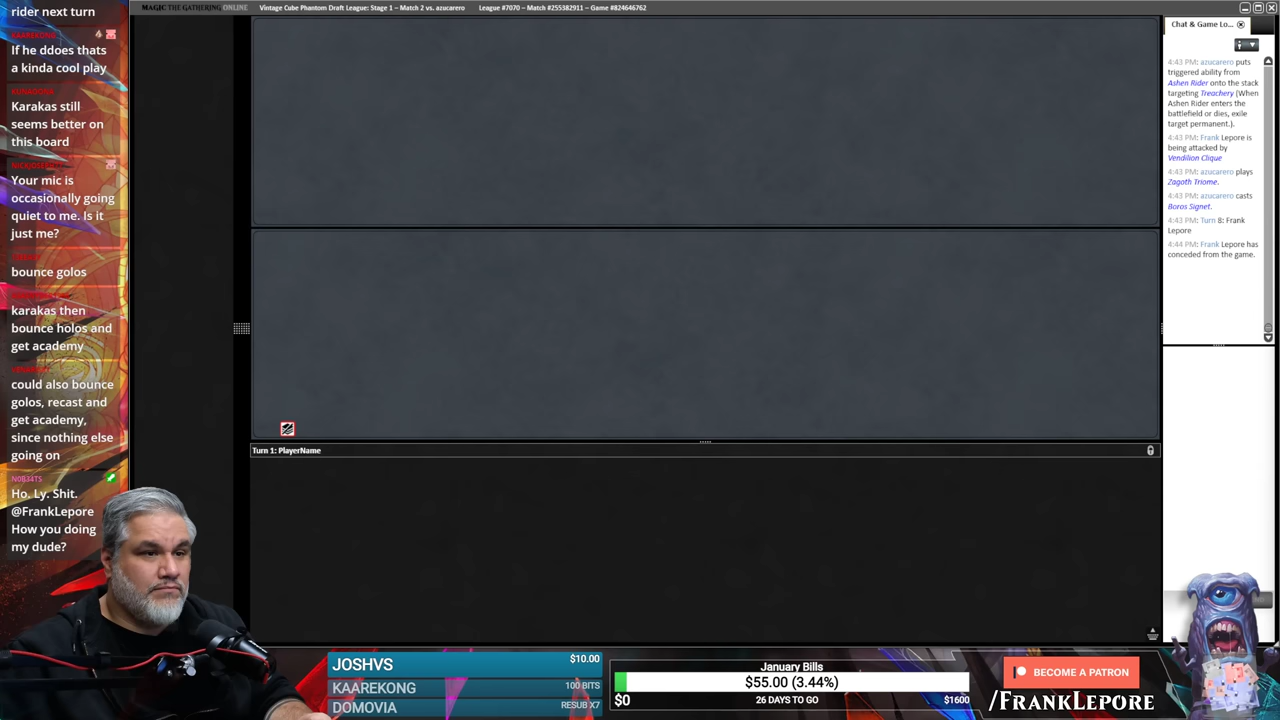 rider next turn
KAAREKONG
If he ddoes thats
a kinda cool play
Karakas still
seems better on
this board
Your mic is
occasionally going
quiet to me. Is it
just me?
bounce golos
karakas then
bounce holos and
get academy
could also bounce
golos, recast and
get academy,
since nothing else
going on
N0B34TS
Ho. Ly. Shit.
@FrankLepore
How you doing
my dude?
MAGIC THE GATHERING ONLINE Vintage Cube Phantom Draft League: Stage 1 – Match 2 vs. azucarero League #7070 – Match #255382911 – Game #824646762
Turn 1: PlayerName
Chat & Game Lo...
4:43 PM: azucarero puts
triggered ability from
Ashen Rider onto the stack
targeting Treachery (When
Ashen Rider enters the
battlefield or dies, exile
target permanent.).
4:43 PM: Frank Lepore is
being attacked by
Vendilion Clique
4:43 PM: azucarero plays
Zagoth Triome.
4:43 PM: azucarero casts
Boros Signet.
4:43 PM: Turn 8: Frank
Lepore
4:44 PM: Frank Lepore has
conceded from the game.
JOSHVS $10.00
KAAREKONG 100 BITS
DOMOVIA RESUB X7
January Bills
$55.00 (3.44%)
$0 26 DAYS TO GO $1600
BECOME A PATRON
/FRANKLEPORE